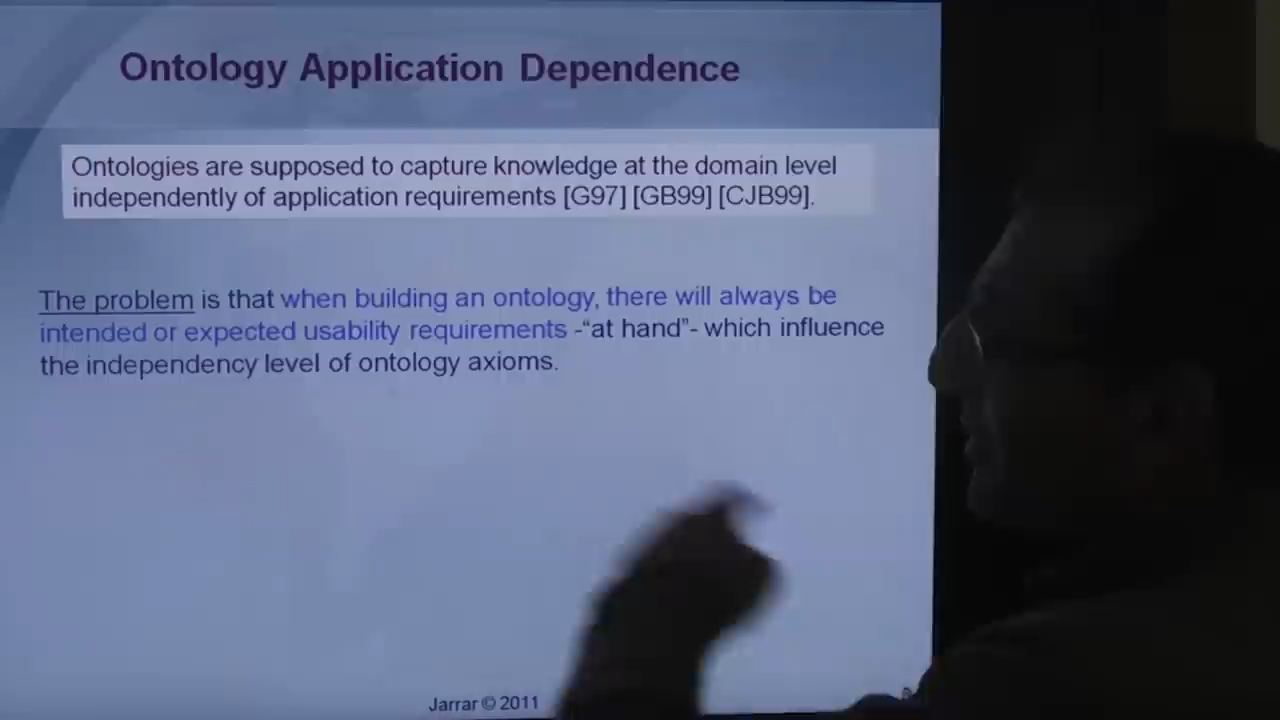 Ontology Application Dependence
Ontologies are supposed to capture knowledge at the domain level
independently of application requirements [G97] [GB99] [CJB99].
The problem is that when building an ontology, there will always be
intended or expected usability requirements -“at hand”- which influence
the independency level of ontology axioms.
Jarrar © 2011